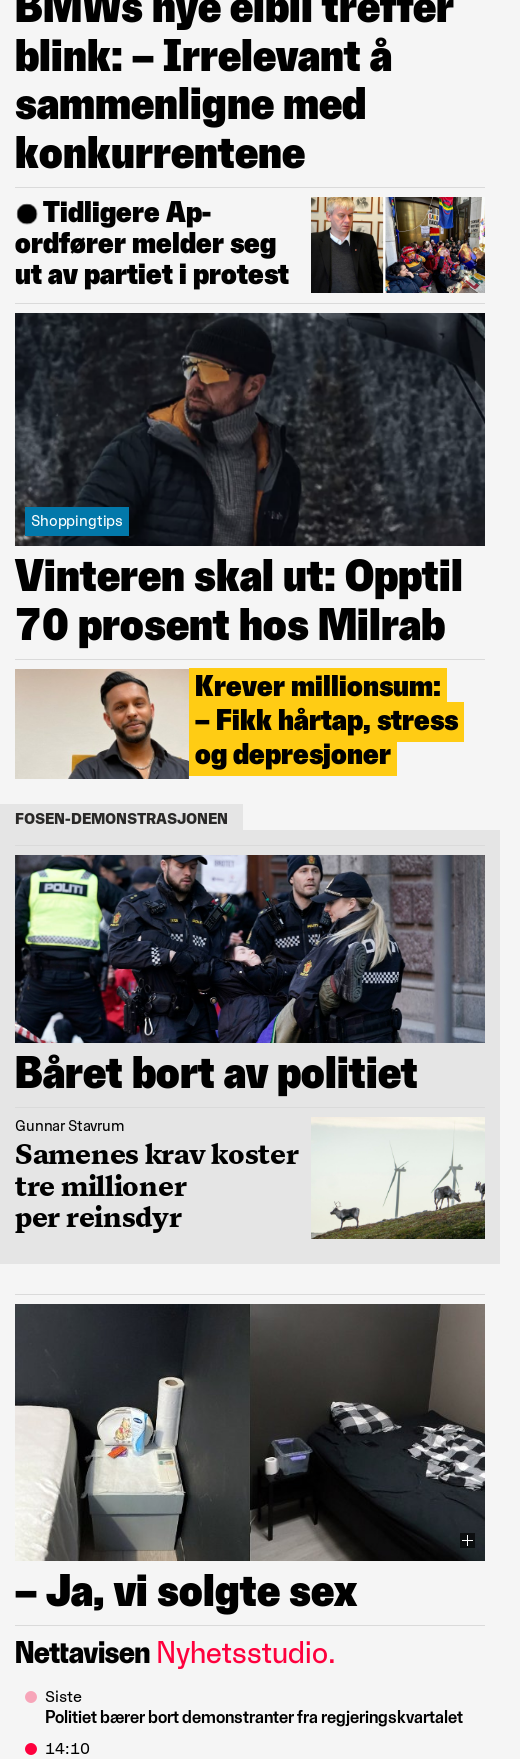 BMWs nye elbil treffer
blink: – Irrelevant å
sammenligne med
konkurrentene
Tidligere Ap-
ordfører melder seg
ut av partiet i protest
Shoppingtips
Vinteren skal ut: Opptil
70 prosent hos Milrab
Krever millionsum:
– Fikk hårtap, stress
og depresjoner
FOSEN-DEMONSTRASJONEN
POLITI
Båret bort av politiet
Gunnar Stavrum
Samenes krav koster
tre millioner
per reinsdyr
– Ja, vi solgte sex
Nettavisen Nyhetsstudio.
Siste
Politiet bærer bort demonstranter fra regjeringskvartalet
14:10